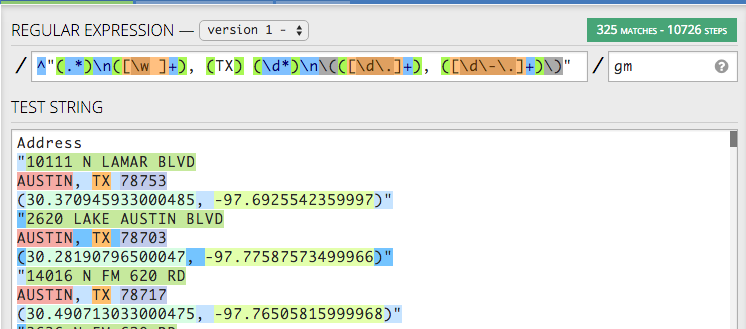 REGULAR EXPRESSION — version 1 -
325 MATCHES - 10726 STEPS
/ ^"(.*)\n([\w ]+), (TX) (\d*)\n\(([\d\.]+), ([\d\-\.]+)\)" / gm ?
TEST STRING
Address
"10111 N LAMAR BLVD
AUSTIN, TX 78753
(30.370945933000485, -97.6925542359997)"
"2620 LAKE AUSTIN BLVD
AUSTIN, TX 78703
(30.28190796500047, -97.77587573499966)"
"14016 N FM 620 RD
AUSTIN, TX 78717
(30.490713033000475, -97.76505815999968)"